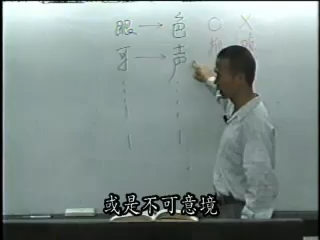 眼 → 色 ○ ×
耳 → 声
或是不可意境